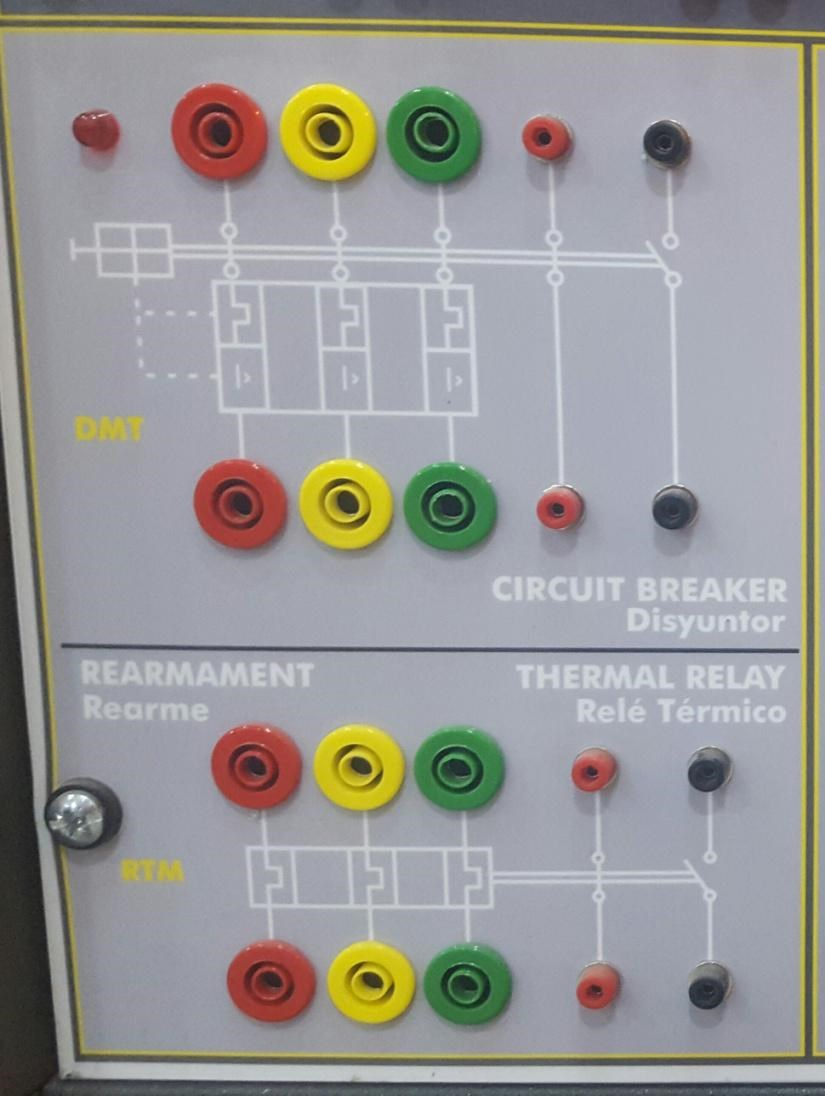 DMT
CIRCUIT BREAKER
Disyuntor
REARMAMENT
Rearme
THERMAL RELAY
Relé Térmico
RTM